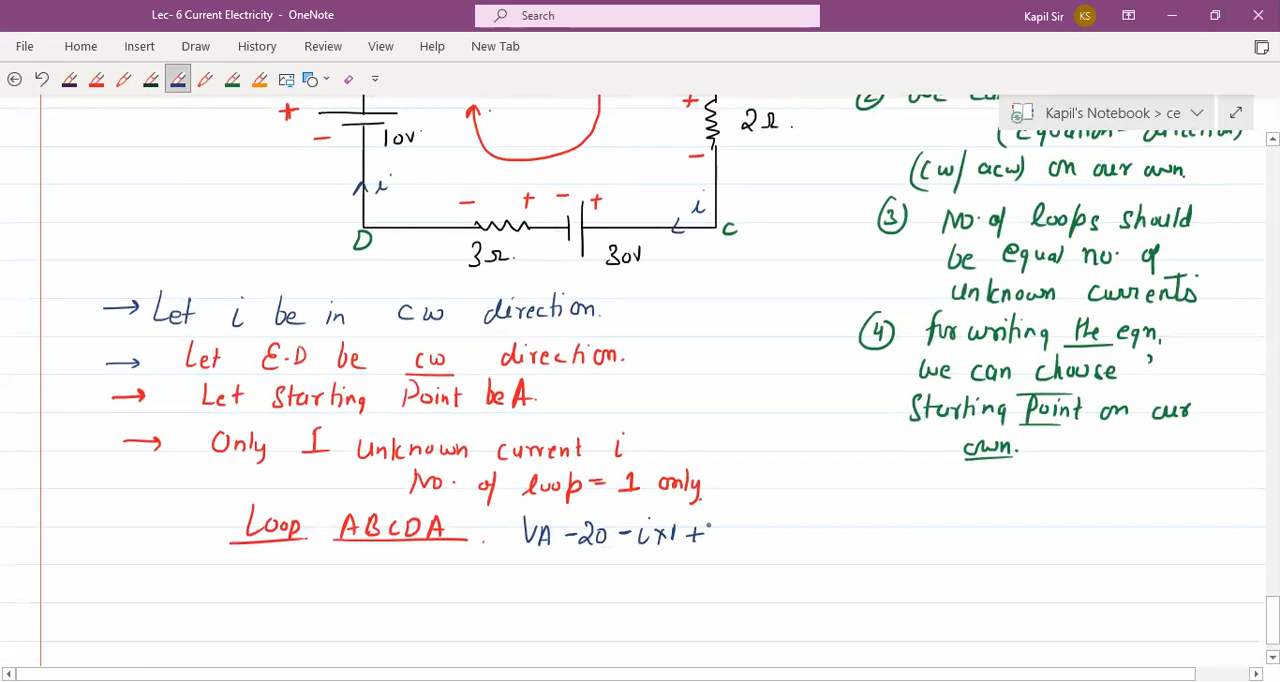 Lec- 6 Current Electricity - OneNote
Search
Kapil Sir
KS
File Home Insert Draw History Review View Help New Tab
Kapil's Notebook > ce
+
-
10V
i
D
- + - +
3Ω
30V
i
C
+
2Ω
-
→ Let i be in cw direction.
→ Let E.D be cw direction.
→ Let Starting Point be A.
→ Only 1 Unknown current i
No. of loop = 1 only
Loop ABCDA. VA -20 -i×1 +
(cw/acw) on our own.
③ No. of loops should
be equal no. of
unknown currents
④ for writing the eqn,
we can choose
Starting Point on our
own.